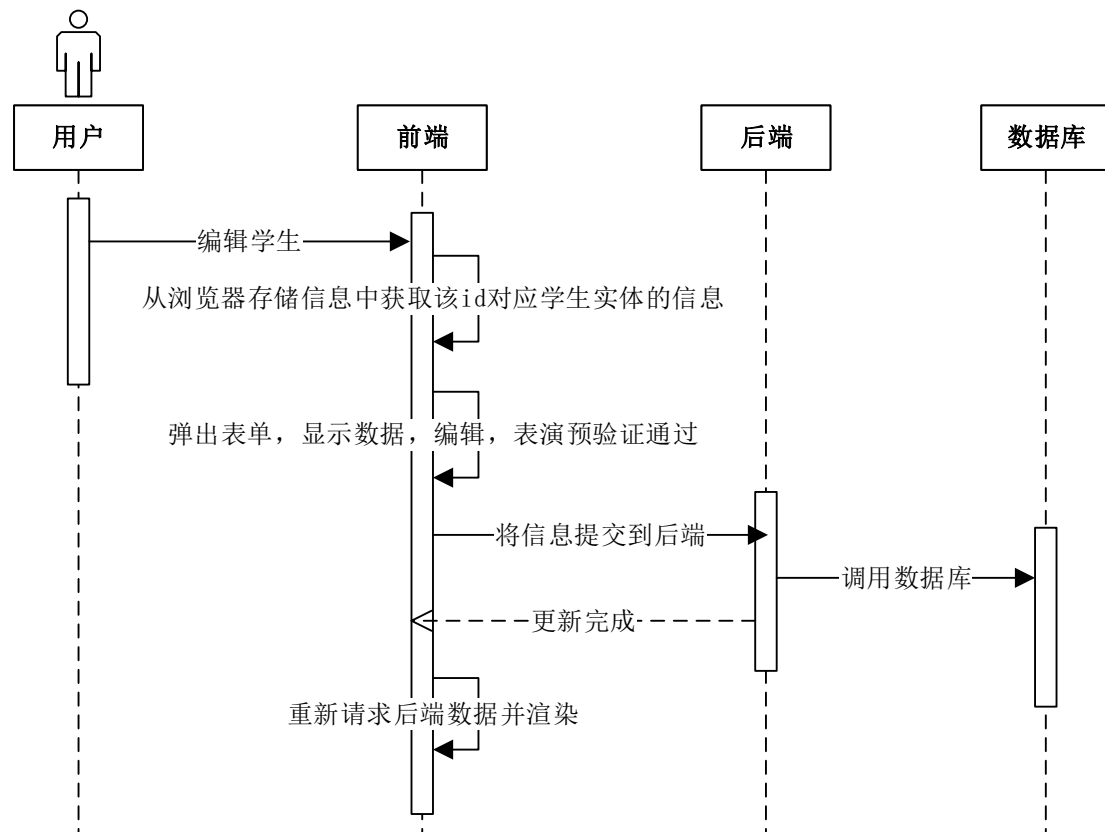 用户
前端
后端
数据库
编辑学生
从浏览器存储信息中获取该id对应学生实体的信息
弹出表单，显示数据，编辑，表演预验证通过
将信息提交到后端
调用数据库
更新完成
重新请求后端数据并渲染